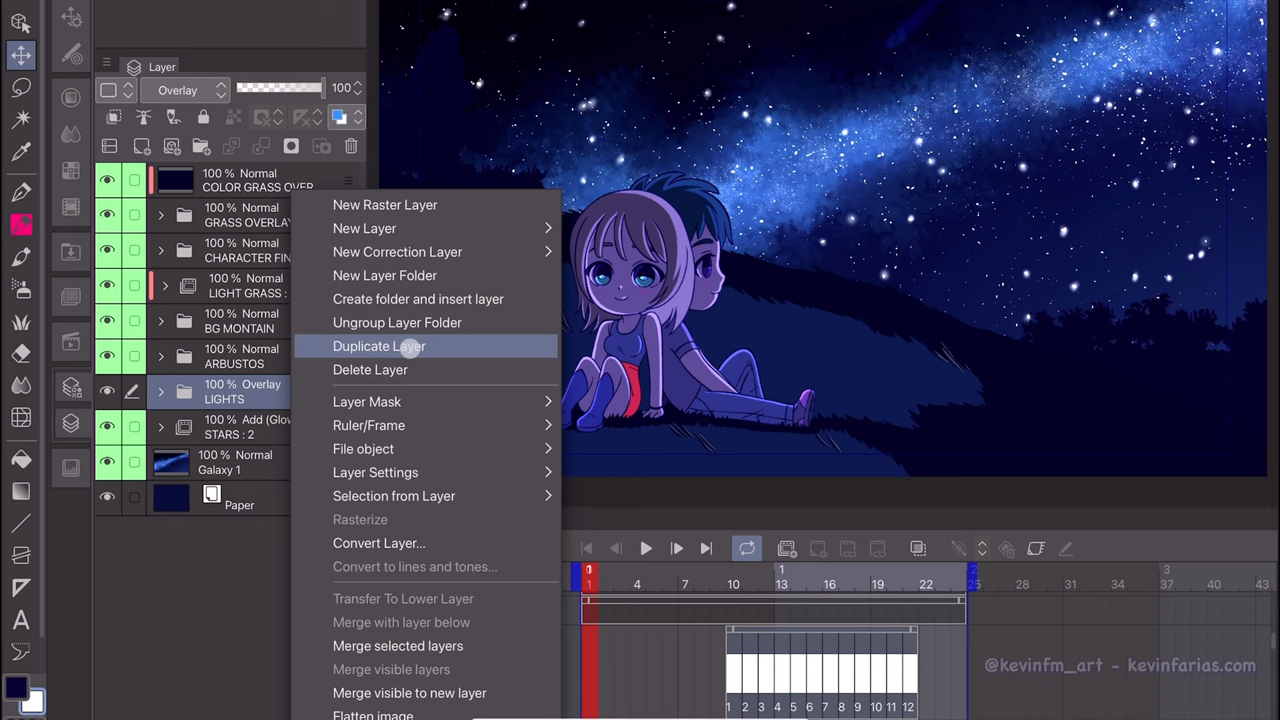 Layer
Overlay
100
100 % Normal
COLOR GRASS OVER
100 % Normal
GRASS OVERLAY
100 % Normal
CHARACTER FIN
100 % Normal
LIGHT GRASS :
100 % Normal
BG MONTAIN
100 % Normal
ARBUSTOS
100 % Overlay
LIGHTS
100 % Add (Glow
STARS : 2
100 % Normal
Galaxy 1
Paper
New Raster Layer
New Layer
New Correction Layer
New Layer Folder
Create folder and insert layer
Ungroup Layer Folder
Duplicate Layer
Delete Layer
Layer Mask
Ruler/Frame
File object
Layer Settings
Selection from Layer
Rasterize
Convert Layer...
Convert to lines and tones...
Transfer To Lower Layer
Merge with layer below
Merge selected layers
Merge visible layers
Merge visible to new layer
Flatten image
0 1 2 3
1 4 7 10 13 16 19 22 25 28 31 34 37 40 43
@kevinfm_art - kevinfarias.com
1 2 3 4 5 6 7 8 9 10 11 12
A